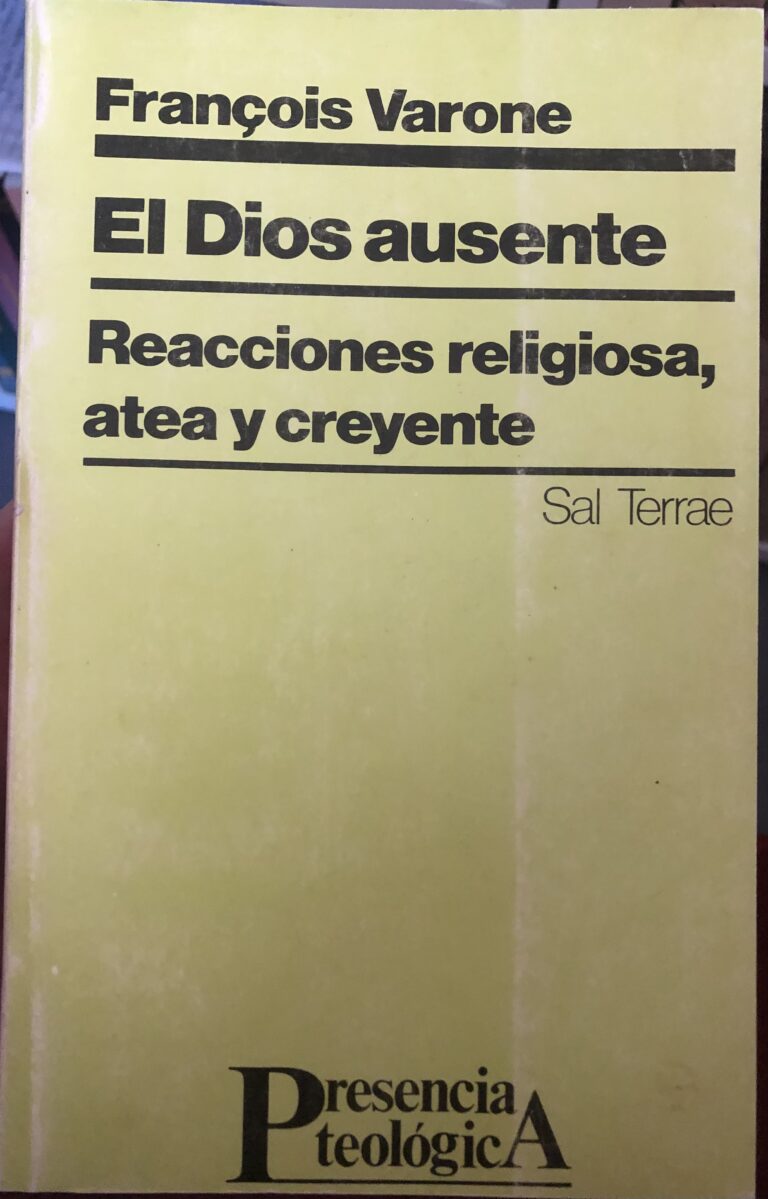 François Varone
El Dios ausente
Reacciones religiosa,
atea y creyente
Sal Terrae
Presencia
teológicA